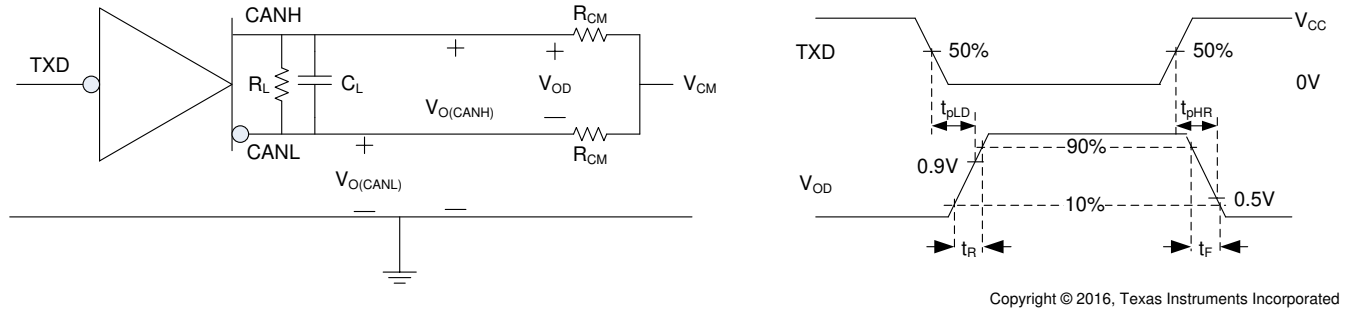 CANH
R_CM
TXD
R_L
C_L
V_OD
V_CM
V_O(CANH)
CANL
R_CM
V_O(CANL)
V_CC
TXD
50%
50%
0V
t_pLD
t_pHR
0.9V
90%
V_OD
10%
0.5V
t_R
t_F
Copyright © 2016, Texas Instruments Incorporated